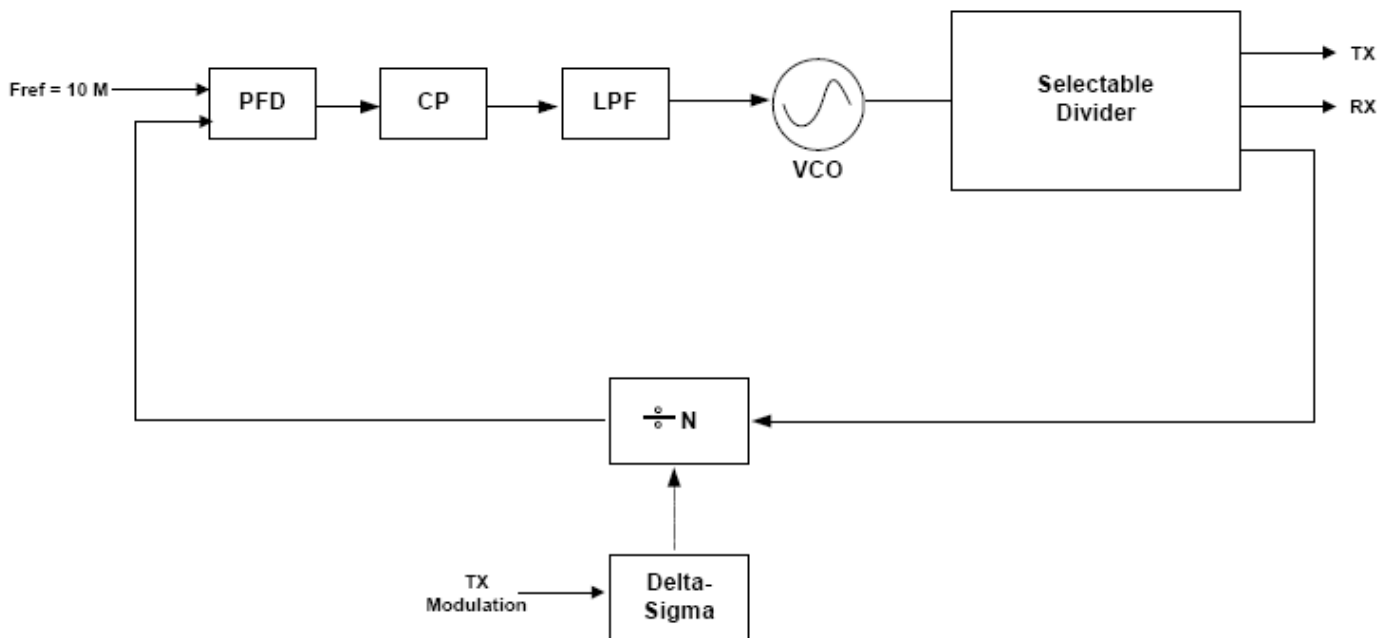 Fref = 10 M
PFD
CP
LPF
VCO
Selectable
Divider
TX
RX
÷ N
TX
Modulation
Delta-
Sigma